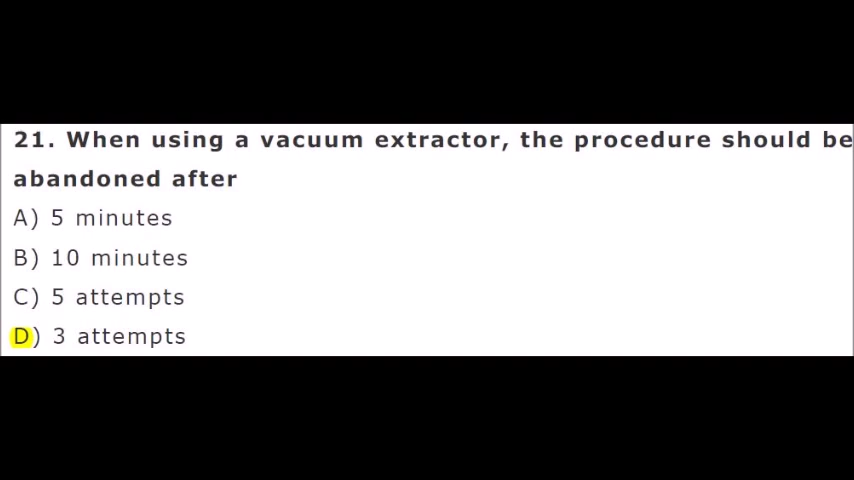 21. When using a vacuum extractor, the procedure should be
abandoned after
A) 5 minutes
B) 10 minutes
C) 5 attempts
D) 3 attempts